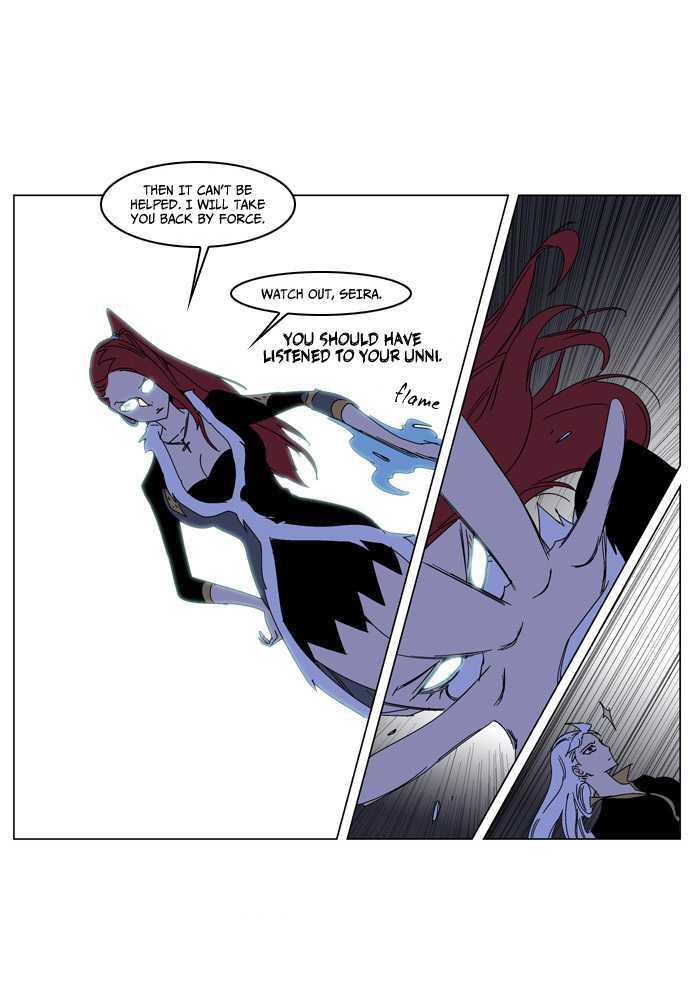 THEN IT CAN'T BE
HELPED. I WILL TAKE
YOU BACK BY FORCE.
WATCH OUT, SEIRA.
YOU SHOULD HAVE
LISTENED TO YOUR UNNI.
flame